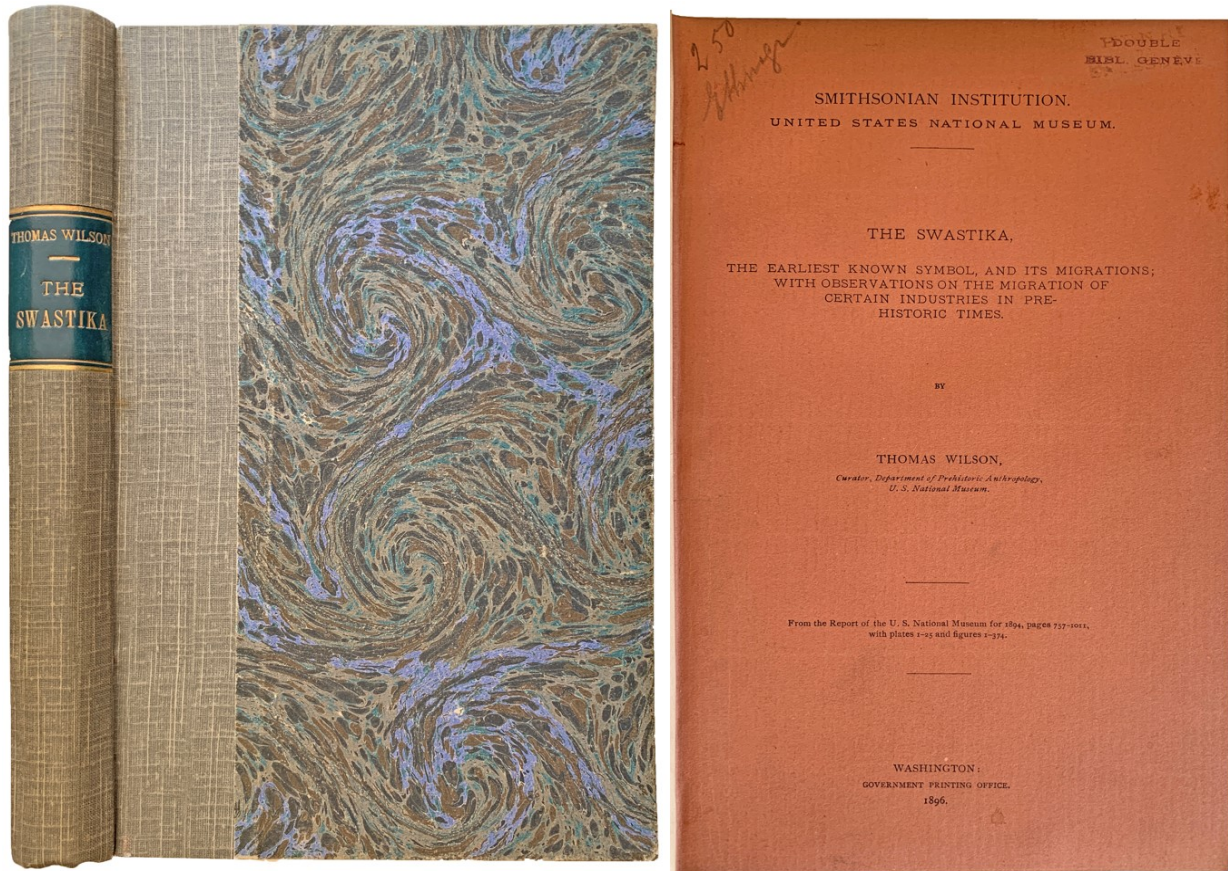 THOMAS WILSON
THE
SWASTIKA
2 50
DOUBLE
BIBL. GENÈVE
SMITHSONIAN INSTITUTION.
UNITED STATES NATIONAL MUSEUM.
THE SWASTIKA,
THE EARLIEST KNOWN SYMBOL, AND ITS MIGRATIONS;
WITH OBSERVATIONS ON THE MIGRATION OF
CERTAIN INDUSTRIES IN PRE-
HISTORIC TIMES.
BY
THOMAS WILSON,
Curator, Department of Prehistoric Anthropology,
U. S. National Museum.
From the Report of the U. S. National Museum for 1894, pages 757-1011,
with plates 1-25 and figures 1-374.
WASHINGTON:
GOVERNMENT PRINTING OFFICE.
1896.